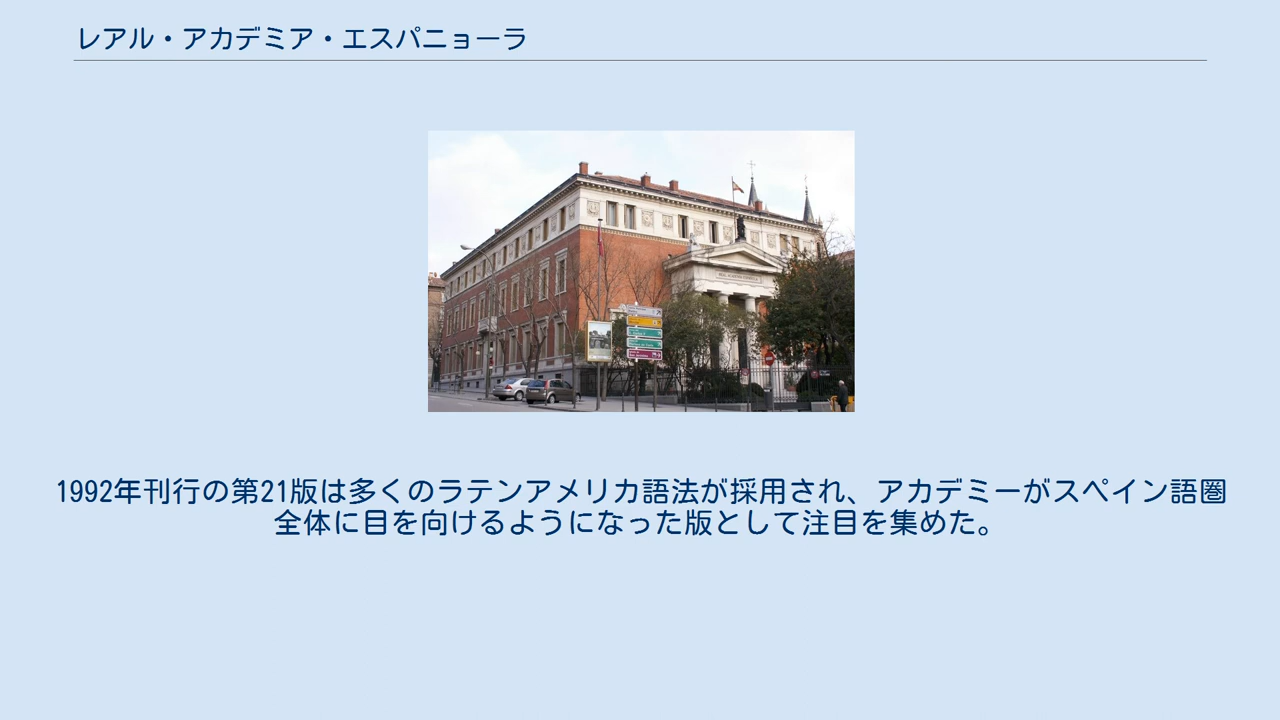 レアル・アカデミア・エスパニョーラ
1992年刊行の第21版は多くのラテンアメリカ語法が採用され、アカデミーがスペイン語圏
全体に目を向けるようになった版として注目を集めた。